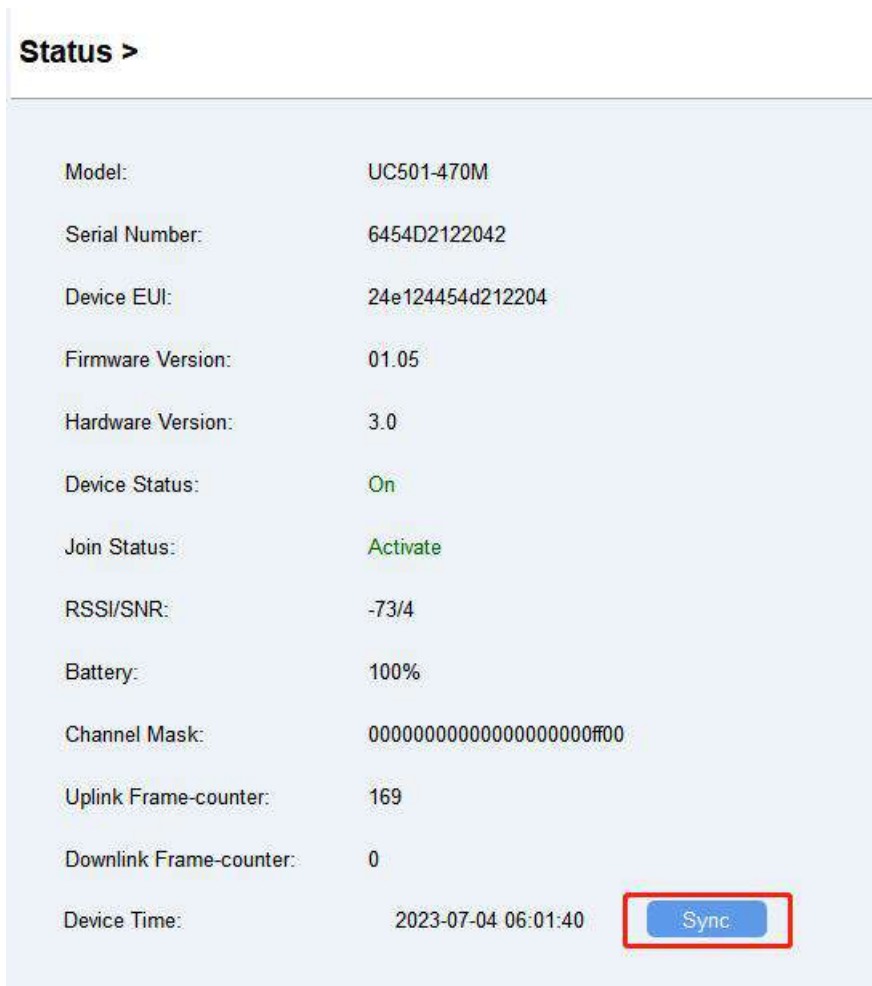 Status >
Model: UC501-470M
Serial Number: 6454D2122042
Device EUI: 24e124454d212204
Firmware Version: 01.05
Hardware Version: 3.0
Device Status: On
Join Status: Activate
RSSI/SNR: -73/4
Battery: 100%
Channel Mask: 00000000000000000000ff00
Uplink Frame-counter: 169
Downlink Frame-counter: 0
Device Time: 2023-07-04 06:01:40 Sync